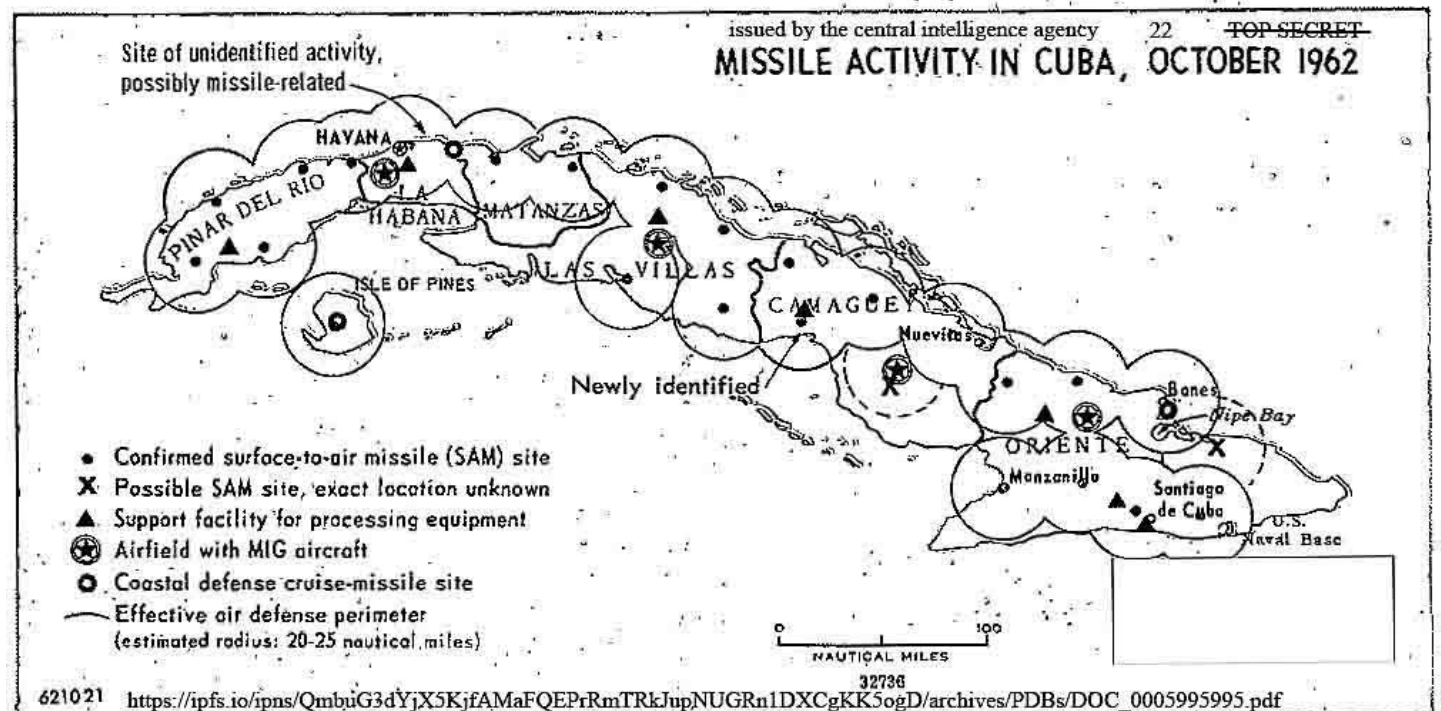 issued by the central intelligence agency 22 TOP SECRET
MISSILE ACTIVITY IN CUBA, OCTOBER 1962
Site of unidentified activity,
possibly missile-related
HAVANA
PINAR DEL RIO
LA
HABANA
MATANZAS
ISLE OF PINES
LAS VILLAS
CAMAGUEY
Nuevitas
Newly identified
Banes
Nipe Bay
ORIENTE
Manzanillo
Santiago
de Cuba
U.S.
Naval Base
Confirmed surface-to-air missile (SAM) site
X Possible SAM site, exact location unknown
Support facility for processing equipment
Airfield with MIG aircraft
Coastal defense cruise-missile site
Effective air defense perimeter
(estimated radius: 20-25 nautical miles)
0 100
NAUTICAL MILES
32736
621021 https://ipfs.io/ipns/QmbuG3dYjX5KjfAMaFQEPrRmTRkJupNUGRn1DXCgKK5ogD/archives/PDBs/DOC_0005995995.pdf